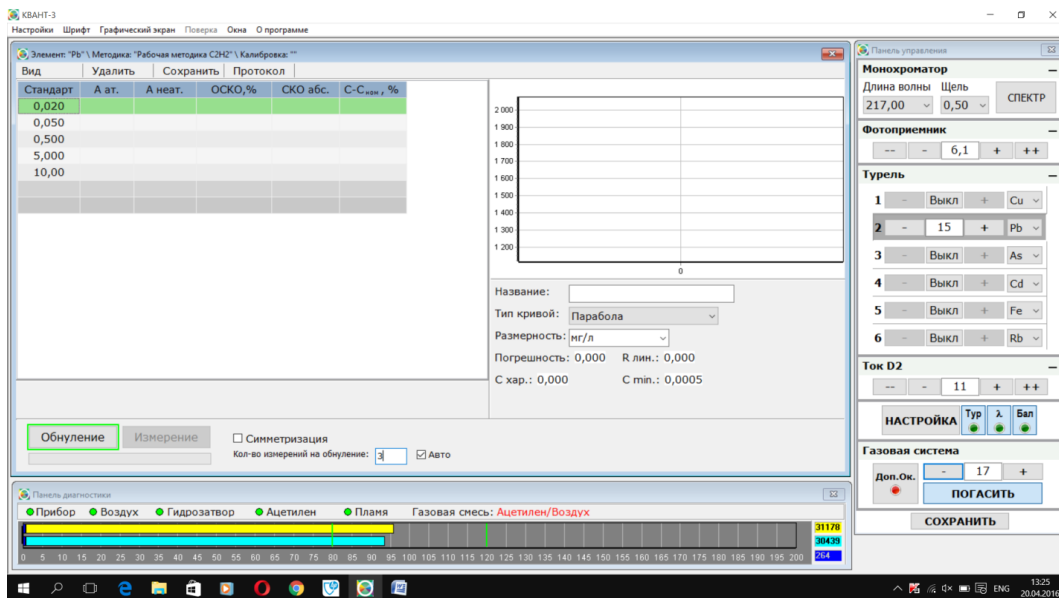 КВАНТ-3
Настройки Шрифт Графический экран Поверка Окна О программе
Элемент: "Pb" \ Методика: "Рабочая методика C2H2" \ Калибровка: ""
Вид Удалить Сохранить Протокол
Стандарт А ат. А неат. ОСКО,% СКО абс. С-Cном, %
0,020
0,050
0,500
5,000
10,00
2 000
1 900
1 800
1 700
1 600
1 500
1 400
1 300
1 200
0
Название:
Тип кривой: Парабола
Размерность: мг/л
Погрешность: 0,000 R лин.: 0,000
С хар.: 0,000 C min.: 0,0005
Обнуление Измерение Симметризация
Кол-во измерений на обнуление: 3 Авто
Панель диагностики
Прибор Воздух Гидрозатвор Ацетилен Пламя Газовая смесь: Ацетилен/Воздух
31178
30439
0 5 10 15 20 25 30 35 40 45 50 55 60 65 70 75 80 85 90 95 100 105 110 115 120 125 130 135 140 145 150 155 160 165 170 175 180 185 190 195 200 264
Панель управления
Монохроматор
Длина волны Щель
217,00 0,50 СПЕКТР
Фотоприемник
-- - 6,1 + ++
Турель
1 - Выкл + Cu
2 - 15 + Pb
3 - Выкл + As
4 - Выкл + Cd
5 - Выкл + Fe
6 - Выкл + Rb
Ток D2
-- - 11 + ++
НАСТРОЙКА Тур λ Бал
Газовая система
Доп.Ок. - 17 +
ПОГАСИТЬ
СОХРАНИТЬ
ENG 13:25
20.04.2016